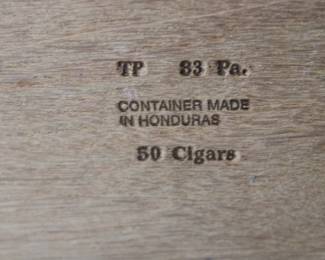 TP 83 Pa.
CONTAINER MADE
IN HONDURAS
50 Cigars